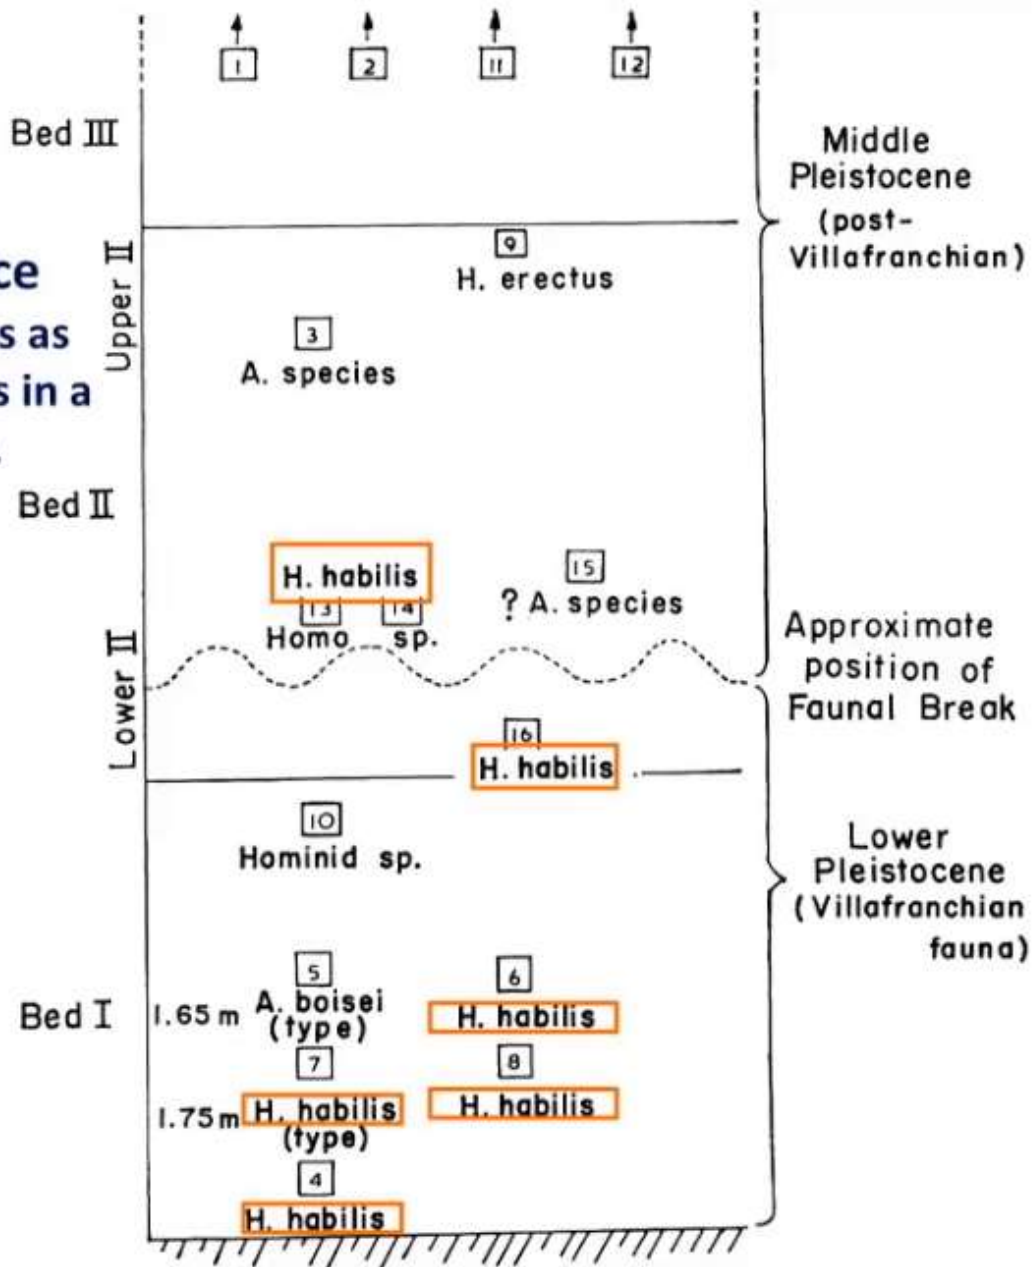 1 2 11 12
Bed III
Middle
Pleistocene
(post-
Villafranchian)
Upper II
ce
s as
s in a
9
H. erectus
3
A. species
Bed II
H. habilis
13 14
Homo sp.
15
? A. species
Lower II
Approximate
position of
Faunal Break
16
H. habilis
10
Hominid sp.
Lower
Pleistocene
(Villafranchian
fauna)
Bed I
5
1.65 m A. boisei
(type)
6
H. habilis
7
1.75 m H. habilis
(type)
8
H. habilis
4
H. habilis